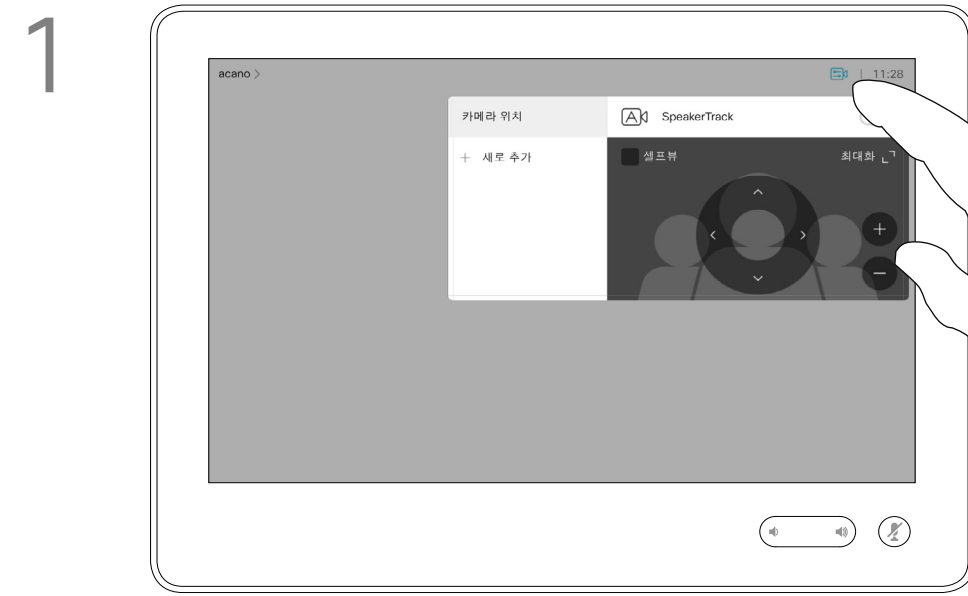 1
acano >
11:28
카메라 위치
SpeakerTrack
+ 새로 추가
셀프뷰
최대화